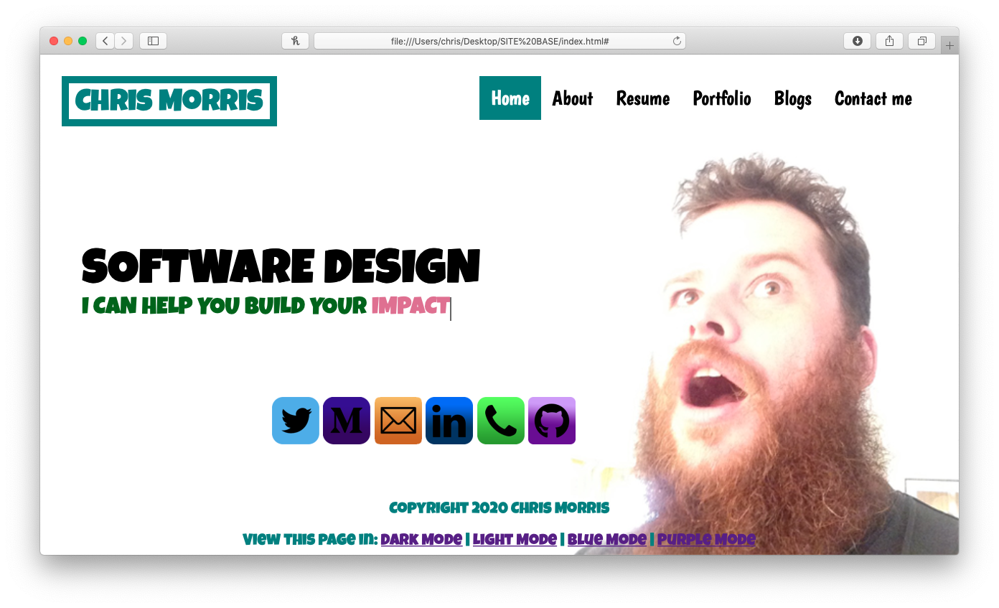 file:///Users/chris/Desktop/SITE%20BASE/index.html#
CHRIS MORRIS
Home About Resume Portfolio Blogs Contact me
SOFTWARE DESIGN
I CAN HELP YOU BUILD YOUR IMPACT
M
in
COPYRIGHT 2020 CHRIS MORRIS
VIEW THIS PAGE IN: DARK MODE | LIGHT MODE | BLUE MODE | PURPLE MODE